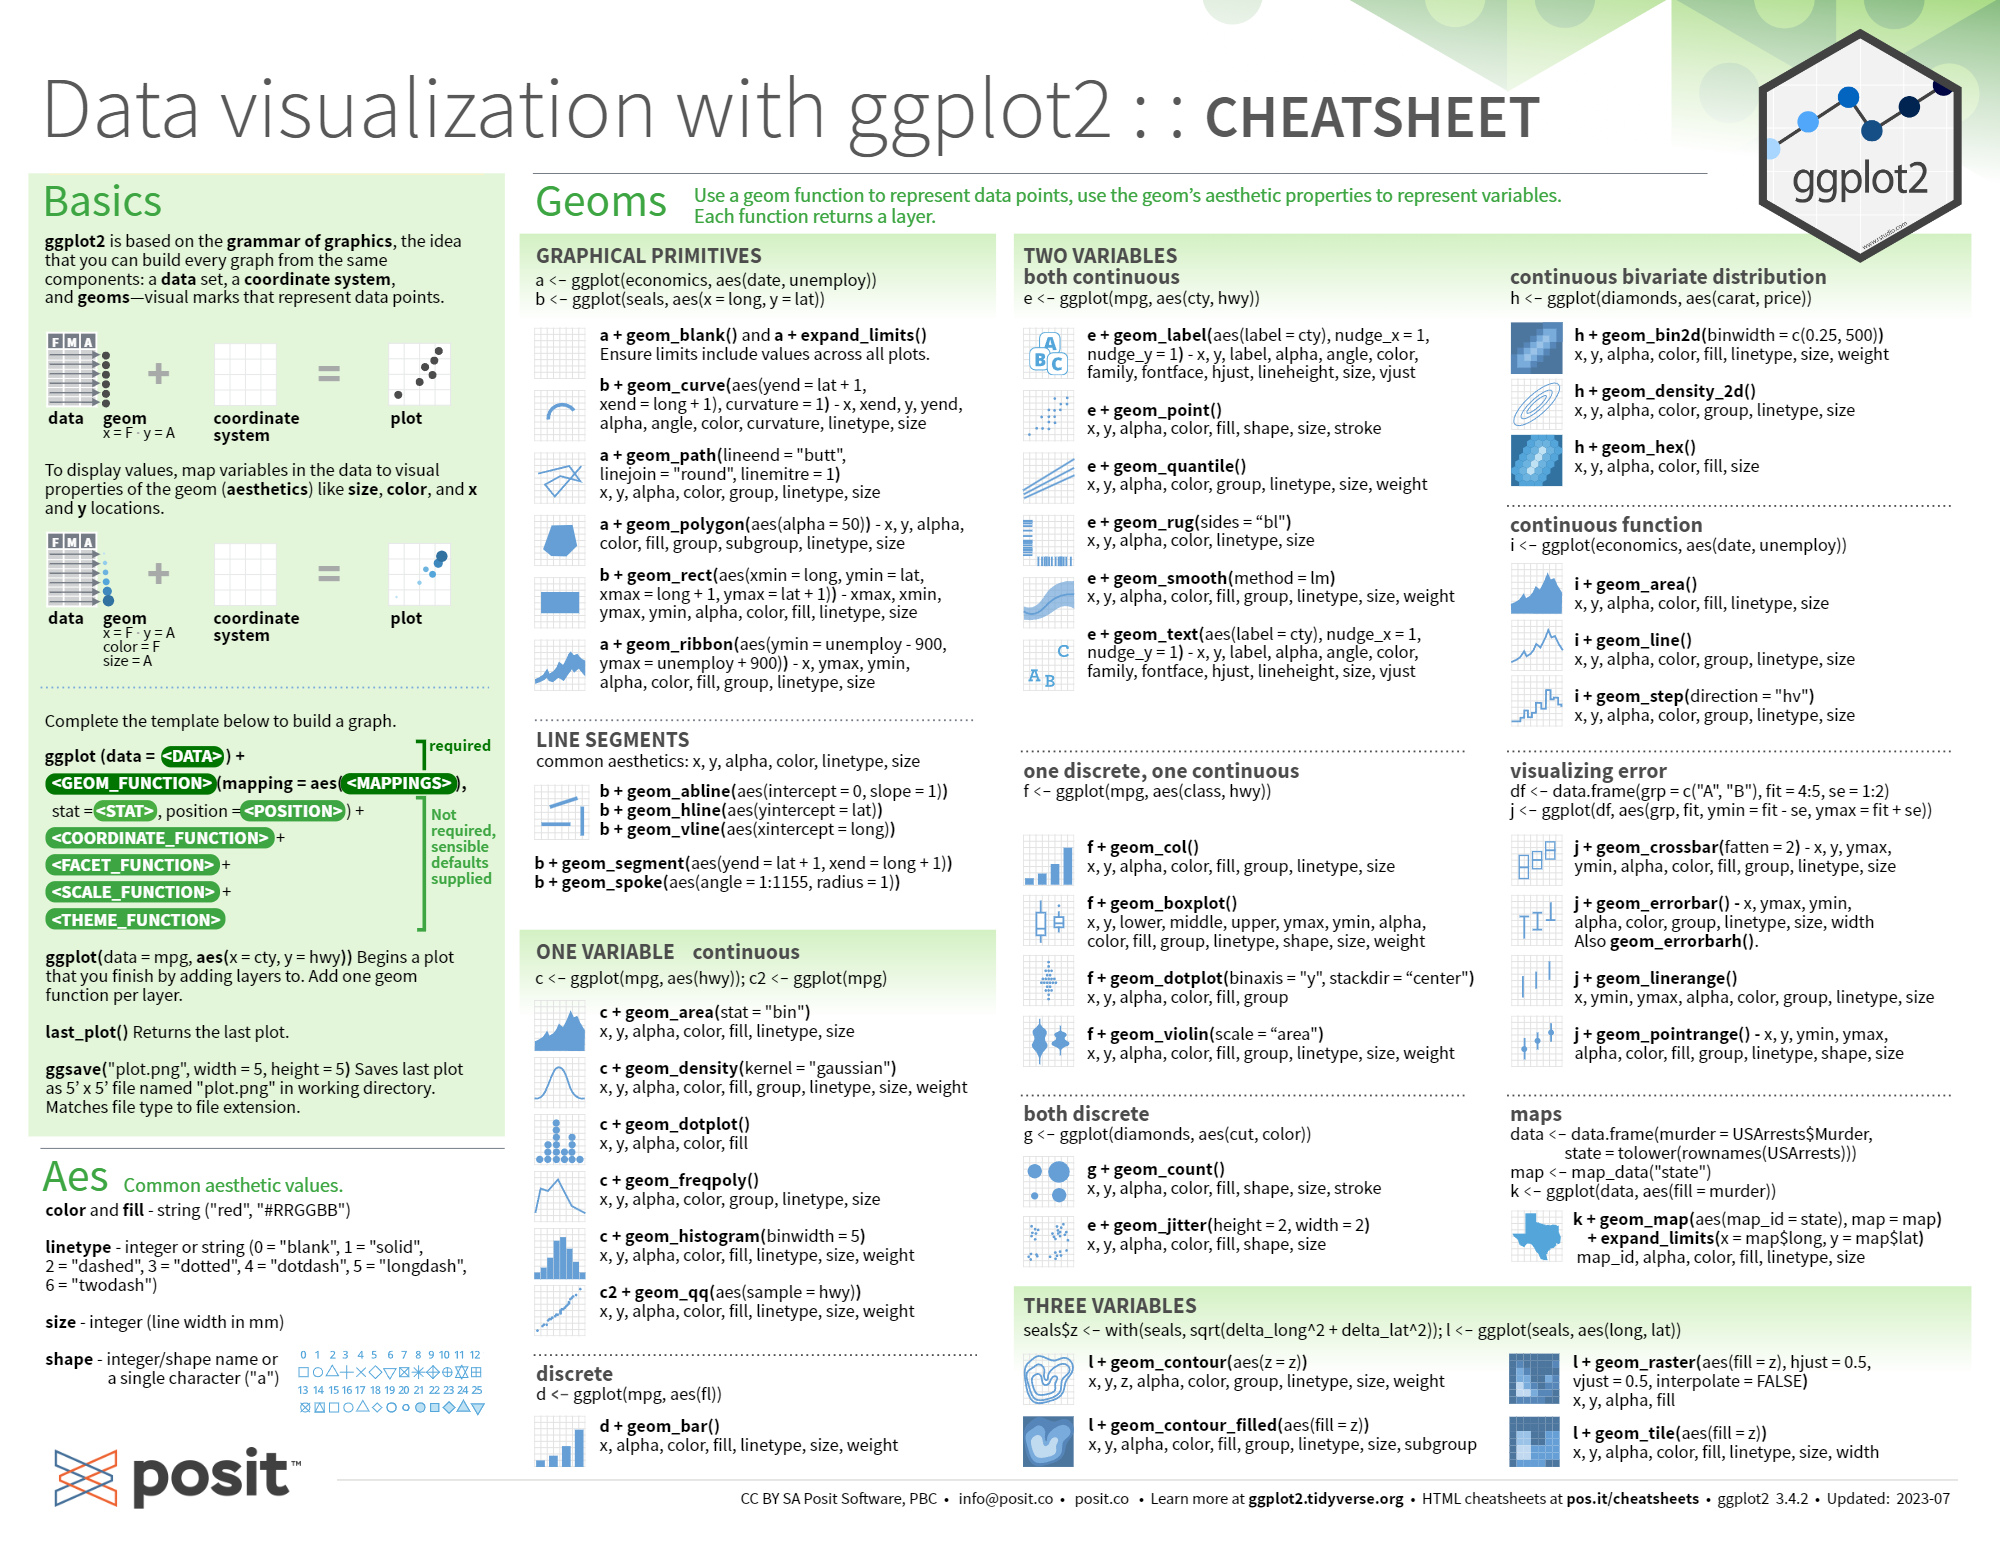 Data visualization with ggplot2 : : CHEATSHEET
ggplot2
www.rstudio.com
Basics
ggplot2 is based on the grammar of graphics, the idea
that you can build every graph from the same
components: a data set, a coordinate system,
and geoms—visual marks that represent data points.
F M A
+
=
data
geom
x = F · y = A
coordinate
system
plot
To display values, map variables in the data to visual
properties of the geom (aesthetics) like size, color, and x
and y locations.
F M A
+
=
data
geom
x = F · y = A
color = F
size = A
coordinate
system
plot
Complete the template below to build a graph.
ggplot (data = <DATA>) +
<GEOM_FUNCTION>(mapping = aes(<MAPPINGS>),
stat = <STAT>, position = <POSITION>) +
<COORDINATE_FUNCTION> +
<FACET_FUNCTION> +
<SCALE_FUNCTION> +
<THEME_FUNCTION>
required
Not
required,
sensible
defaults
supplied
ggplot(data = mpg, aes(x = cty, y = hwy)) Begins a plot
that you finish by adding layers to. Add one geom
function per layer.
last_plot() Returns the last plot.
ggsave("plot.png", width = 5, height = 5) Saves last plot
as 5’ x 5’ file named "plot.png" in working directory.
Matches file type to file extension.
Aes Common aesthetic values.
color and fill - string ("red", "#RRGGBB")
linetype - integer or string (0 = "blank", 1 = "solid",
2 = "dashed", 3 = "dotted", 4 = "dotdash", 5 = "longdash",
6 = "twodash")
size - integer (line width in mm)
shape - integer/shape name or
a single character ("a")
0 1 2 3 4 5 6 7 8 9 10 11 12
13 14 15 16 17 18 19 20 21 22 23 24 25
posit™
Geoms
Use a geom function to represent data points, use the geom’s aesthetic properties to represent variables.
Each function returns a layer.
GRAPHICAL PRIMITIVES
a <- ggplot(economics, aes(date, unemploy))
b <- ggplot(seals, aes(x = long, y = lat))
a + geom_blank() and a + expand_limits()
Ensure limits include values across all plots.
b + geom_curve(aes(yend = lat + 1,
xend = long + 1), curvature = 1) - x, xend, y, yend,
alpha, angle, color, curvature, linetype, size
a + geom_path(lineend = "butt",
linejoin = "round", linemitre = 1)
x, y, alpha, color, group, linetype, size
a + geom_polygon(aes(alpha = 50)) - x, y, alpha,
color, fill, group, subgroup, linetype, size
b + geom_rect(aes(xmin = long, ymin = lat,
xmax = long + 1, ymax = lat + 1)) - xmax, xmin,
ymax, ymin, alpha, color, fill, linetype, size
a + geom_ribbon(aes(ymin = unemploy - 900,
ymax = unemploy + 900)) - x, ymax, ymin,
alpha, color, fill, group, linetype, size
LINE SEGMENTS
common aesthetics: x, y, alpha, color, linetype, size
b + geom_abline(aes(intercept = 0, slope = 1))
b + geom_hline(aes(yintercept = lat))
b + geom_vline(aes(xintercept = long))
b + geom_segment(aes(yend = lat + 1, xend = long + 1))
b + geom_spoke(aes(angle = 1:1155, radius = 1))
ONE VARIABLE continuous
c <- ggplot(mpg, aes(hwy)); c2 <- ggplot(mpg)
c + geom_area(stat = "bin")
x, y, alpha, color, fill, linetype, size
c + geom_density(kernel = "gaussian")
x, y, alpha, color, fill, group, linetype, size, weight
c + geom_dotplot()
x, y, alpha, color, fill
c + geom_freqpoly()
x, y, alpha, color, group, linetype, size
c + geom_histogram(binwidth = 5)
x, y, alpha, color, fill, linetype, size, weight
c2 + geom_qq(aes(sample = hwy))
x, y, alpha, color, fill, linetype, size, weight
discrete
d <- ggplot(mpg, aes(fl))
d + geom_bar()
x, alpha, color, fill, linetype, size, weight
TWO VARIABLES
both continuous
e <- ggplot(mpg, aes(cty, hwy))
A
B C
e + geom_label(aes(label = cty), nudge_x = 1,
nudge_y = 1) - x, y, label, alpha, angle, color,
family, fontface, hjust, lineheight, size, vjust
e + geom_point()
x, y, alpha, color, fill, shape, size, stroke
e + geom_quantile()
x, y, alpha, color, group, linetype, size, weight
e + geom_rug(sides = “bl")
x, y, alpha, color, linetype, size
e + geom_smooth(method = lm)
x, y, alpha, color, fill, group, linetype, size, weight
C
A B
e + geom_text(aes(label = cty), nudge_x = 1,
nudge_y = 1) - x, y, label, alpha, angle, color,
family, fontface, hjust, lineheight, size, vjust
one discrete, one continuous
f <- ggplot(mpg, aes(class, hwy))
f + geom_col()
x, y, alpha, color, fill, group, linetype, size
f + geom_boxplot()
x, y, lower, middle, upper, ymax, ymin, alpha,
color, fill, group, linetype, shape, size, weight
f + geom_dotplot(binaxis = "y", stackdir = “center")
x, y, alpha, color, fill, group
f + geom_violin(scale = “area")
x, y, alpha, color, fill, group, linetype, size, weight
both discrete
g <- ggplot(diamonds, aes(cut, color))
g + geom_count()
x, y, alpha, color, fill, shape, size, stroke
e + geom_jitter(height = 2, width = 2)
x, y, alpha, color, fill, shape, size
continuous bivariate distribution
h <- ggplot(diamonds, aes(carat, price))
h + geom_bin2d(binwidth = c(0.25, 500))
x, y, alpha, color, fill, linetype, size, weight
h + geom_density_2d()
x, y, alpha, color, group, linetype, size
h + geom_hex()
x, y, alpha, color, fill, size
continuous function
i <- ggplot(economics, aes(date, unemploy))
i + geom_area()
x, y, alpha, color, fill, linetype, size
i + geom_line()
x, y, alpha, color, group, linetype, size
i + geom_step(direction = "hv")
x, y, alpha, color, group, linetype, size
visualizing error
df <- data.frame(grp = c("A", "B"), fit = 4:5, se = 1:2)
j <- ggplot(df, aes(grp, fit, ymin = fit - se, ymax = fit + se))
j + geom_crossbar(fatten = 2) - x, y, ymax,
ymin, alpha, color, fill, group, linetype, size
j + geom_errorbar() - x, ymax, ymin,
alpha, color, group, linetype, size, width
Also geom_errorbarh().
j + geom_linerange()
x, ymin, ymax, alpha, color, group, linetype, size
j + geom_pointrange() - x, y, ymin, ymax,
alpha, color, fill, group, linetype, shape, size
maps
data <- data.frame(murder = USArrests$Murder,
state = tolower(rownames(USArrests)))
map <- map_data("state")
k <- ggplot(data, aes(fill = murder))
k + geom_map(aes(map_id = state), map = map)
+ expand_limits(x = map$long, y = map$lat)
map_id, alpha, color, fill, linetype, size
THREE VARIABLES
seals$z <- with(seals, sqrt(delta_long^2 + delta_lat^2)); l <- ggplot(seals, aes(long, lat))
l + geom_contour(aes(z = z))
x, y, z, alpha, color, group, linetype, size, weight
l + geom_contour_filled(aes(fill = z))
x, y, alpha, color, fill, group, linetype, size, subgroup
l + geom_raster(aes(fill = z), hjust = 0.5,
vjust = 0.5, interpolate = FALSE)
x, y, alpha, fill
l + geom_tile(aes(fill = z))
x, y, alpha, color, fill, linetype, size, width
CC BY SA Posit Software, PBC • info@posit.co • posit.co • Learn more at ggplot2.tidyverse.org • HTML cheatsheets at pos.it/cheatsheets • ggplot2 3.4.2 • Updated: 2023-07